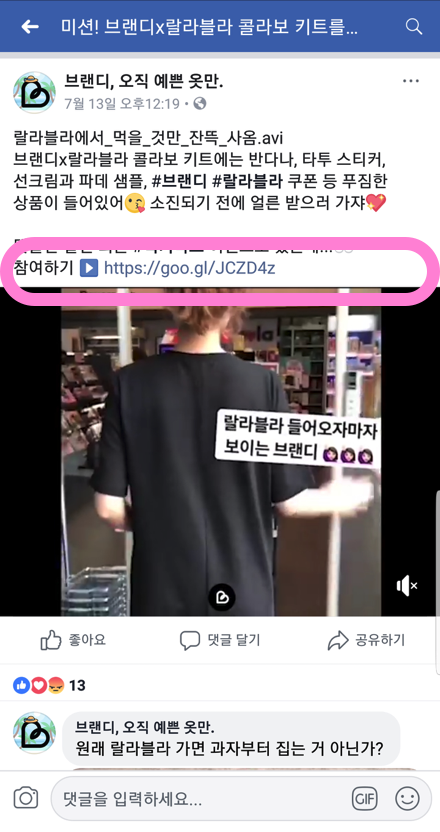 미션! 브랜디x랄라블라 콜라보 키트를...
브랜디, 오직 예쁜 옷만.
7월 13일 오후12:19 •
랄라블라에서_먹을_것만_잔뜩_사옴.avi
브랜디x랄라블라 콜라보 키트에는 반다나, 타투 스티커,
선크림과 파데 샘플, #브랜디 #랄라블라 쿠폰 등 푸짐한
상품이 들어있어😘 소진되기 전에 얼른 받으러 가쟈💖
참여하기 ▶ https://goo.gl/JCZD4z
랄라블라 들어오자마자
보이는 브랜디 🙋🏻‍♀️🙋🏻‍♀️🙋🏻‍♀️
좋아요 댓글 달기 공유하기
13
브랜디, 오직 예쁜 옷만.
원래 랄라블라 가면 과자부터 집는 거 아닌가?
댓글을 입력하세요... GIF